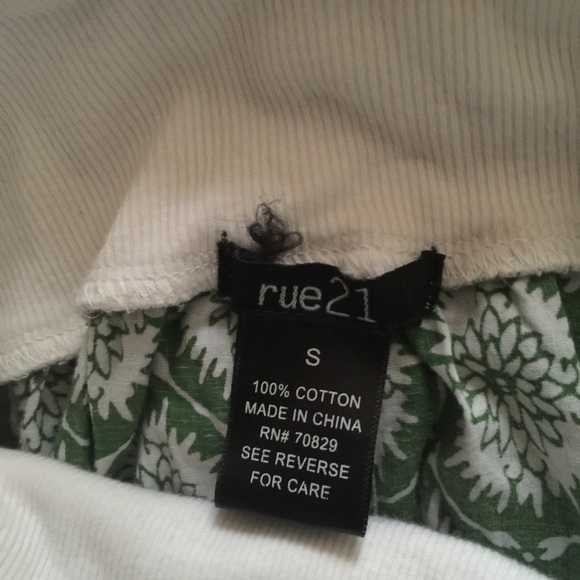 rue21
S
100% COTTON
MADE IN CHINA
RN# 70829
SEE REVERSE
FOR CARE